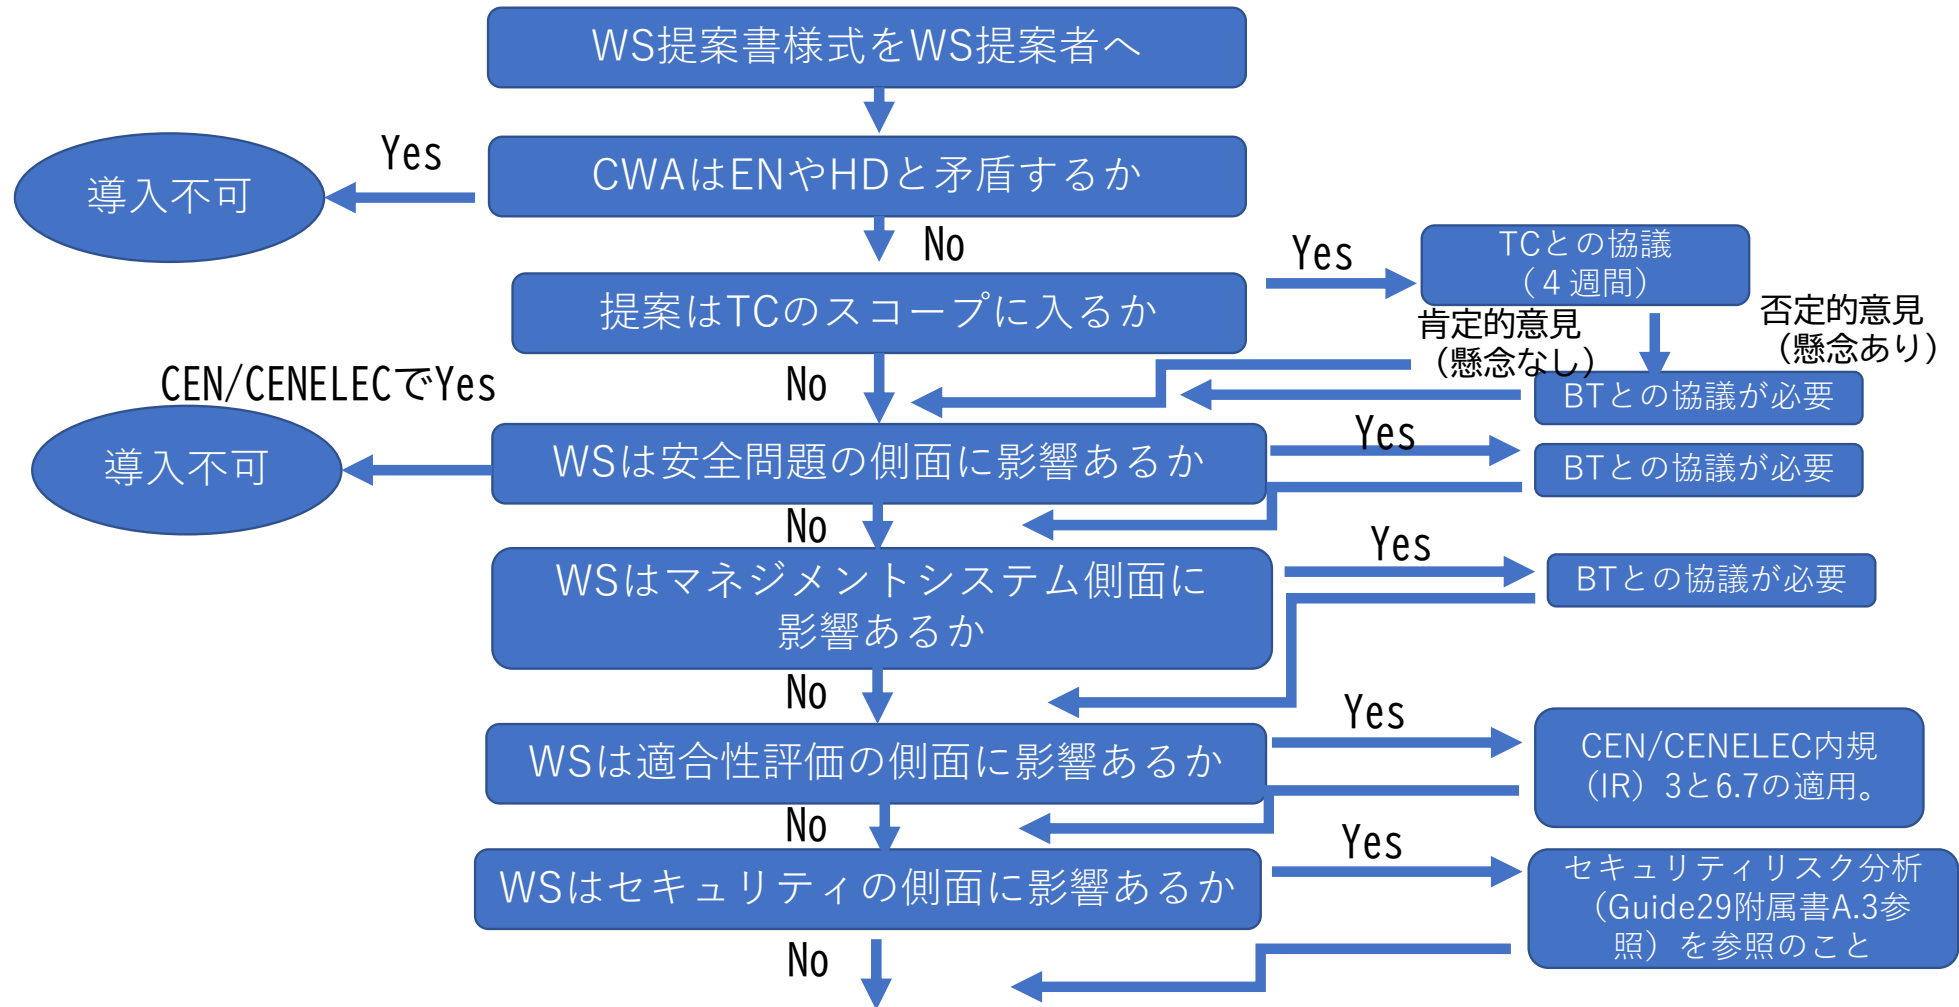 WS提案書様式をWS提案者へ
Yes
導入不可
CWAはENやHDと矛盾するか
No
Yes
TCとの協議
（４週間）
提案はTCのスコープに入るか
肯定的意見
（懸念なし）
否定的意見
（懸念あり）
CEN/CENELECでYes
No
BTとの協議が必要
導入不可
WSは安全問題の側面に影響あるか
Yes
BTとの協議が必要
No
WSはマネジメントシステム側面に
影響あるか
Yes
BTとの協議が必要
No
WSは適合性評価の側面に影響あるか
Yes
CEN/CENELEC内規
（IR）3と6.7の適用。
No
WSはセキュリティの側面に影響あるか
Yes
セキュリティリスク分析
（Guide29附属書A.3参
照）を参照のこと
No